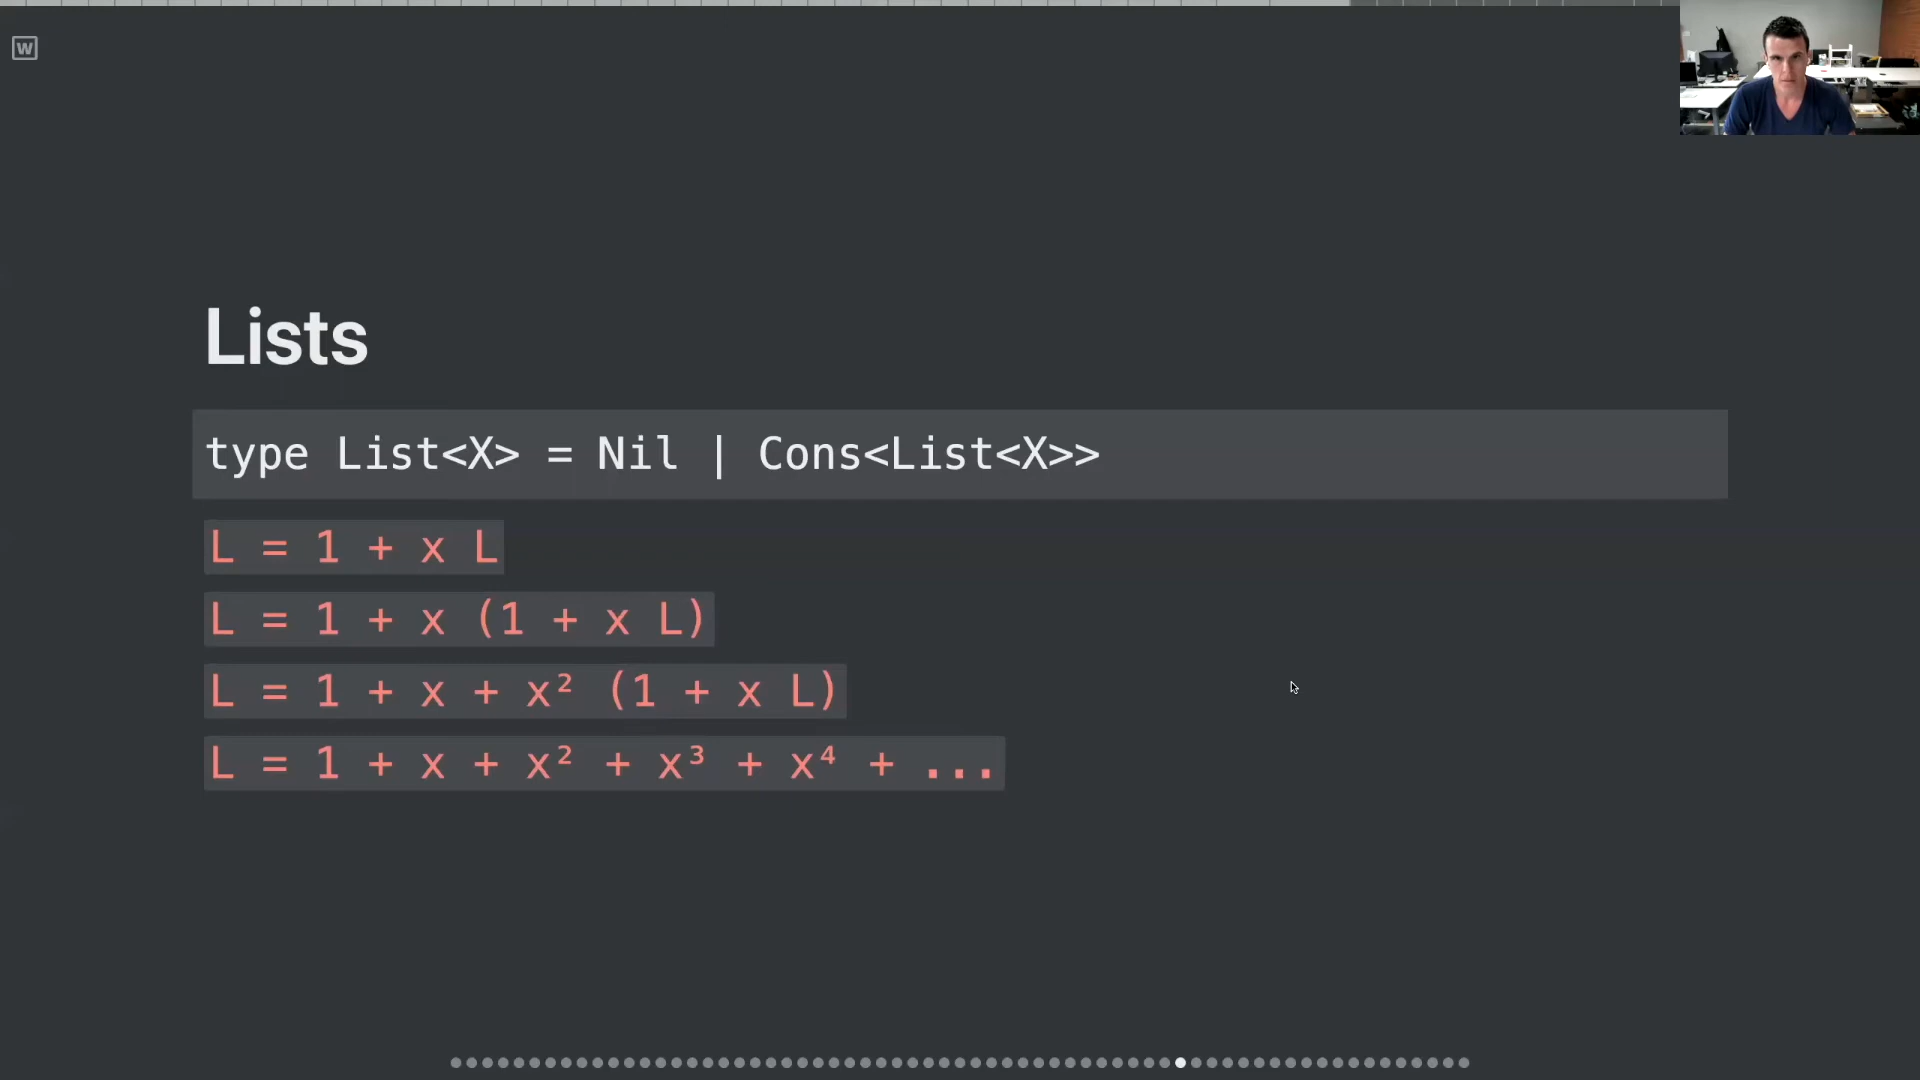 W
Lists
type List<X> = Nil | Cons<List<X>>
L = 1 + x L
L = 1 + x (1 + x L)
L = 1 + x + x² (1 + x L)
L = 1 + x + x² + x³ + x⁴ + ...